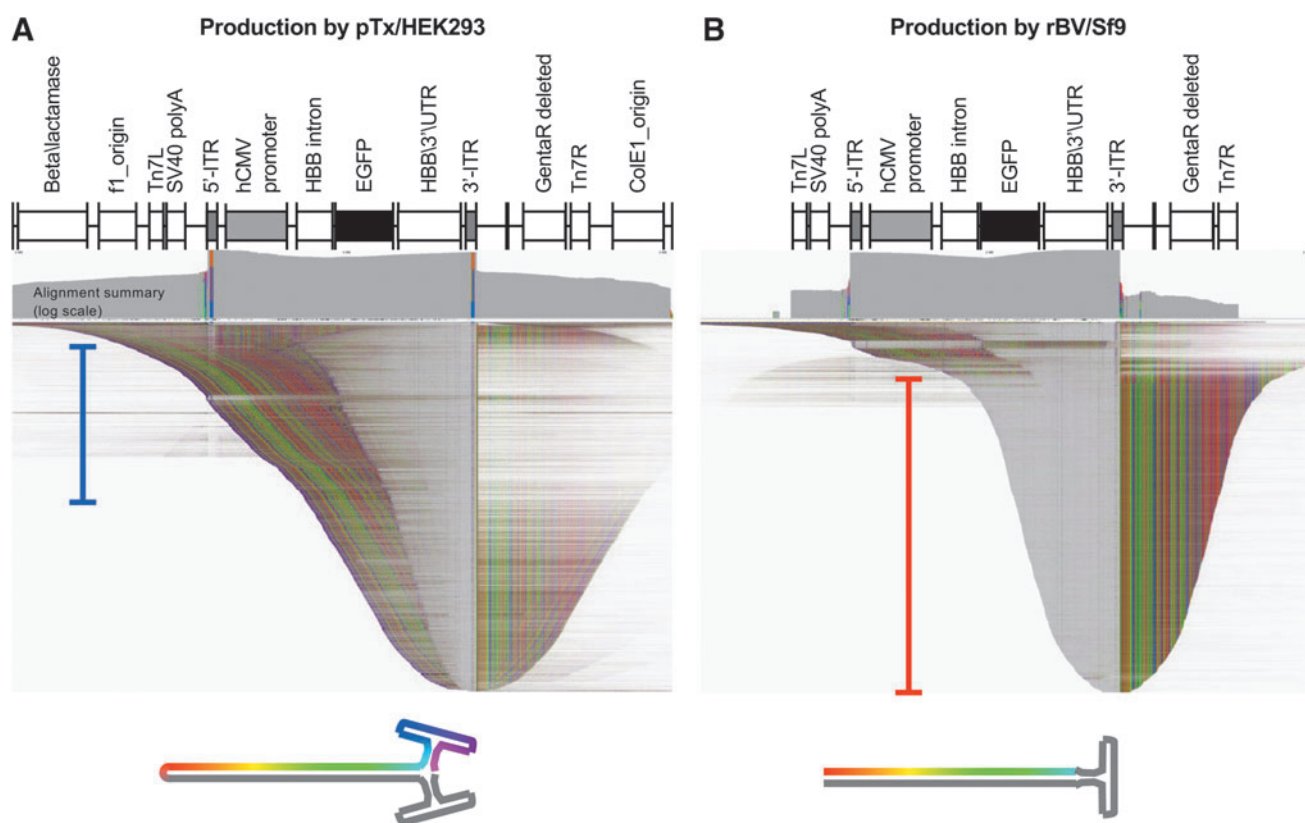 A
Production by pTx/HEK293
Beta\lactamase
f1_origin
Tn7L
SV40 polyA
5'-ITR
hCMV
promoter
HBB intron
EGFP
HBB\3'\UTR
3'-ITR
GentaR deleted
Tn7R
ColE1_origin
Alignment summary
(log scale)
B
Production by rBV/Sf9
Tn7L
SV40 polyA
5'-ITR
hCMV
promoter
HBB intron
EGFP
HBB\3'\UTR
3'-ITR
GentaR deleted
Tn7R